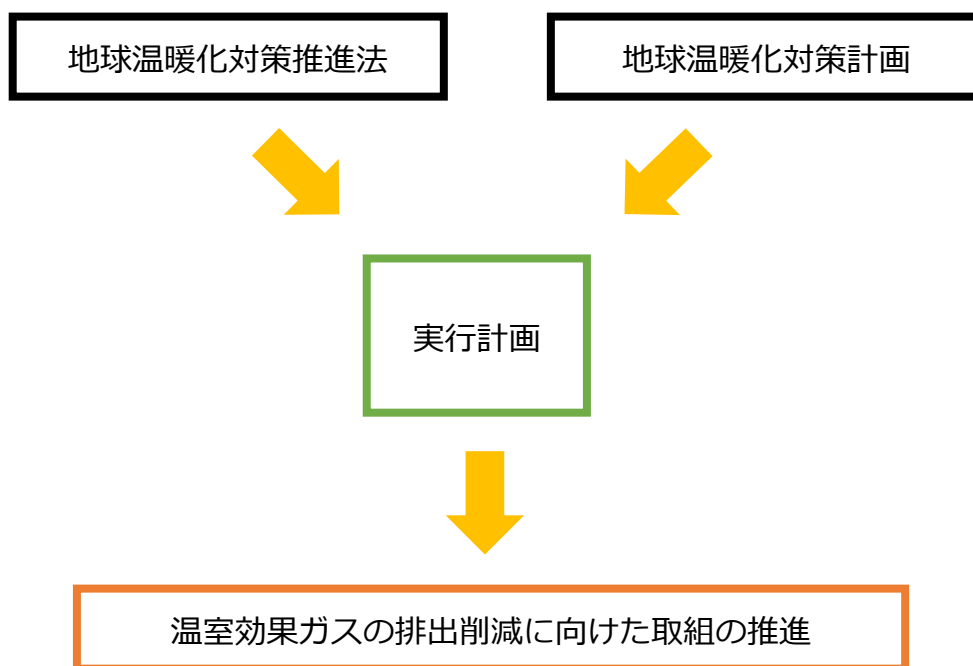 地球温暖化対策推進法
地球温暖化対策計画
実行計画
温室効果ガスの排出削減に向けた取組の推進